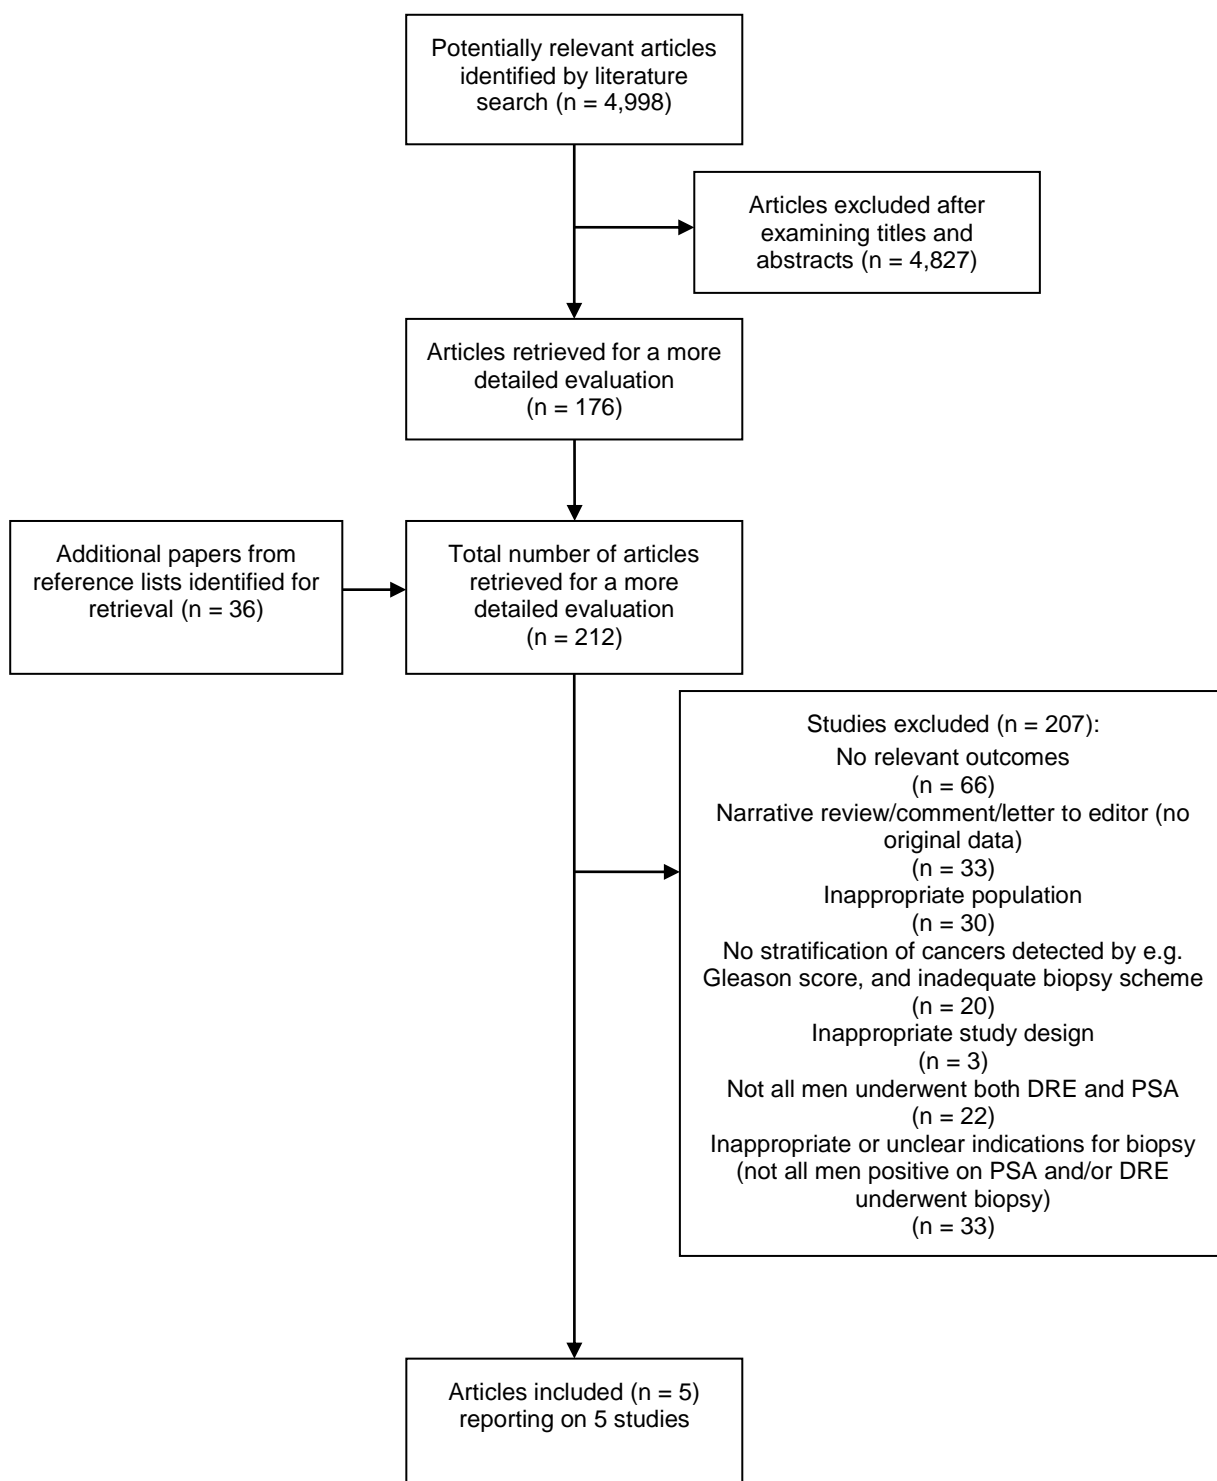 Potentially relevant articles
identified by literature
search (n = 4,998)
Articles excluded after
examining titles and
abstracts (n = 4,827)
Articles retrieved for a more
detailed evaluation
(n = 176)
Additional papers from
reference lists identified for
retrieval (n = 36)
Total number of articles
retrieved for a more
detailed evaluation
(n = 212)
Studies excluded (n = 207):
No relevant outcomes
(n = 66)
Narrative review/comment/letter to editor (no
original data)
(n = 33)
Inappropriate population
(n = 30)
No stratification of cancers detected by e.g.
Gleason score, and inadequate biopsy scheme
(n = 20)
Inappropriate study design
(n = 3)
Not all men underwent both DRE and PSA
(n = 22)
Inappropriate or unclear indications for biopsy
(not all men positive on PSA and/or DRE
underwent biopsy)
(n = 33)
Articles included (n = 5)
reporting on 5 studies